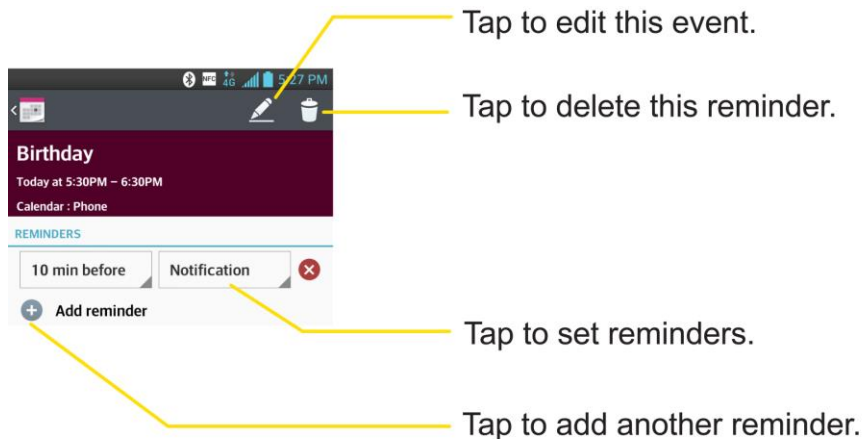 Tap to edit this event.
NFC 4G 5:27 PM
Tap to delete this reminder.
Birthday
Today at 5:30PM – 6:30PM
Calendar : Phone
REMINDERS
10 min before Notification
Add reminder
Tap to set reminders.
Tap to add another reminder.